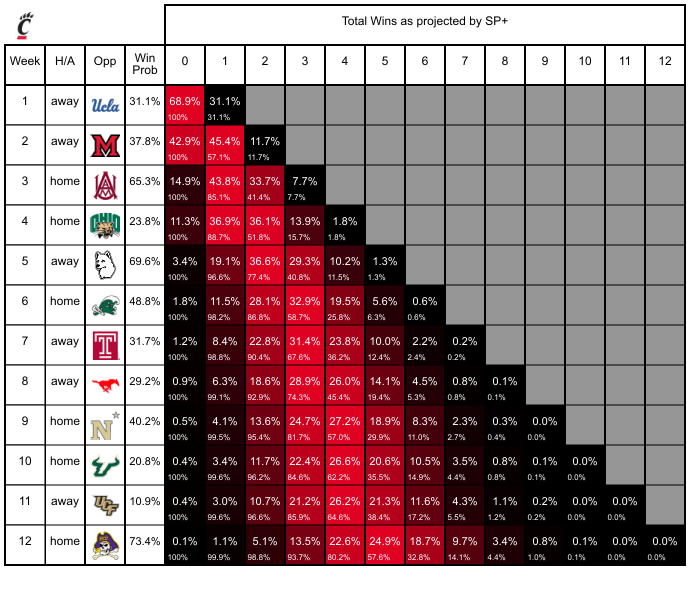 C
Total Wins as projected by SP+
Week H/A Opp Win Prob 0 1 2 3 4 5 6 7 8 9 10 11 12
1 away Ucla 31.1% 68.9% 31.1%
100% 31.1%
2 away M 37.8% 42.9% 45.4% 11.7%
100% 57.1% 11.7%
3 home 65.3% 14.9% 43.8% 33.7% 7.7%
100% 85.1% 41.4% 7.7%
4 home OHIO 23.8% 11.3% 36.9% 36.1% 13.9% 1.8%
100% 88.7% 51.8% 15.7% 1.8%
5 away 69.6% 3.4% 19.1% 36.6% 29.3% 10.2% 1.3%
100% 96.6% 77.4% 40.8% 11.5% 1.3%
6 home 48.8% 1.8% 11.5% 28.1% 32.9% 19.5% 5.6% 0.6%
100% 98.2% 86.8% 58.7% 25.8% 6.3% 0.6%
7 away T 31.7% 1.2% 8.4% 22.8% 31.4% 23.8% 10.0% 2.2% 0.2%
100% 98.8% 90.4% 67.6% 36.2% 12.4% 2.4% 0.2%
8 away 29.2% 0.9% 6.3% 18.6% 28.9% 26.0% 14.1% 4.5% 0.8% 0.1%
100% 99.1% 92.9% 74.3% 45.4% 19.4% 5.3% 0.8% 0.1%
9 home N 40.2% 0.5% 4.1% 13.6% 24.7% 27.2% 18.9% 8.3% 2.3% 0.3% 0.0%
100% 99.5% 95.4% 81.7% 57.0% 29.9% 11.0% 2.7% 0.4% 0.0%
10 home 20.8% 0.4% 3.4% 11.7% 22.4% 26.6% 20.6% 10.5% 3.5% 0.8% 0.1% 0.0%
100% 99.6% 96.2% 84.6% 62.2% 35.5% 14.9% 4.4% 0.8% 0.1% 0.0%
11 away UCF 10.9% 0.4% 3.0% 10.7% 21.2% 26.2% 21.3% 11.6% 4.3% 1.1% 0.2% 0.0% 0.0%
100% 99.6% 96.6% 85.9% 64.6% 38.4% 17.2% 5.5% 1.2% 0.2% 0.0% 0.0%
12 home 73.4% 0.1% 1.1% 5.1% 13.5% 22.6% 24.9% 18.7% 9.7% 3.4% 0.8% 0.1% 0.0% 0.0%
100% 99.9% 98.8% 93.7% 80.2% 57.6% 32.8% 14.1% 4.4% 1.0% 0.1% 0.0% 0.0%